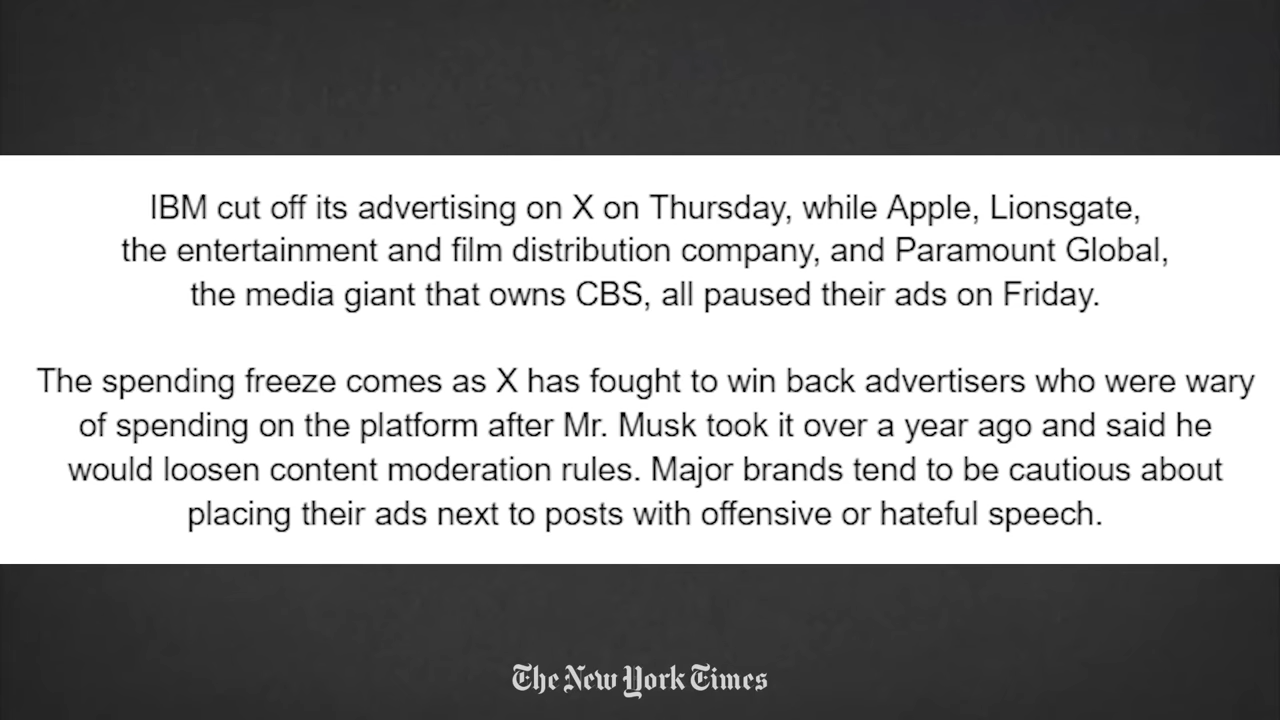 IBM cut off its advertising on X on Thursday, while Apple, Lionsgate,
the entertainment and film distribution company, and Paramount Global,
the media giant that owns CBS, all paused their ads on Friday.
The spending freeze comes as X has fought to win back advertisers who were wary
of spending on the platform after Mr. Musk took it over a year ago and said he
would loosen content moderation rules. Major brands tend to be cautious about
placing their ads next to posts with offensive or hateful speech.
The New York Times